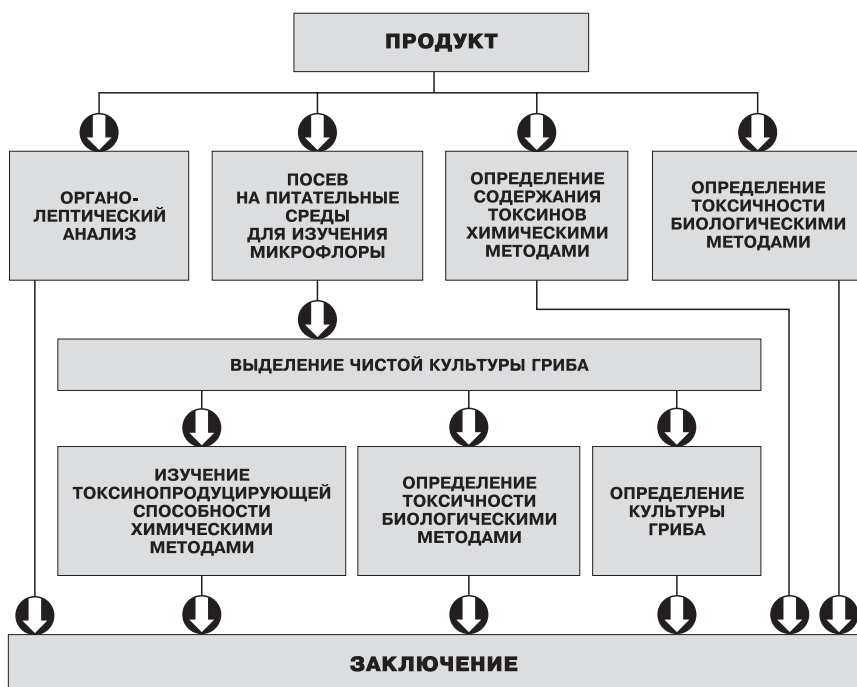 ПРОДУКТ
ОРГАНО-
ЛЕПТИЧЕСКИЙ
АНАЛИЗ
ПОСЕВ
НА ПИТАТЕЛЬНЫЕ
СРЕДЫ
ДЛЯ ИЗУЧЕНИЯ
МИКРОФЛОРЫ
ОПРЕДЕЛЕНИЕ
СОДЕРЖАНИЯ
ТОКСИНОВ
ХИМИЧЕСКИМИ
МЕТОДАМИ
ОПРЕДЕЛЕНИЕ
ТОКСИЧНОСТИ
БИОЛОГИЧЕСКИМИ
МЕТОДАМИ
ВЫДЕЛЕНИЕ ЧИСТОЙ КУЛЬТУРЫ ГРИБА
ИЗУЧЕНИЕ
ТОКСИНОПРОДУЦИРУЮЩЕЙ
СПОСОБНОСТИ
ХИМИЧЕСКИМИ
МЕТОДАМИ
ОПРЕДЕЛЕНИЕ
ТОКСИЧНОСТИ
БИОЛОГИЧЕСКИМИ
МЕТОДАМИ
ОПРЕДЕЛЕНИЕ
КУЛЬТУРЫ
ГРИБА
ЗАКЛЮЧЕНИЕ